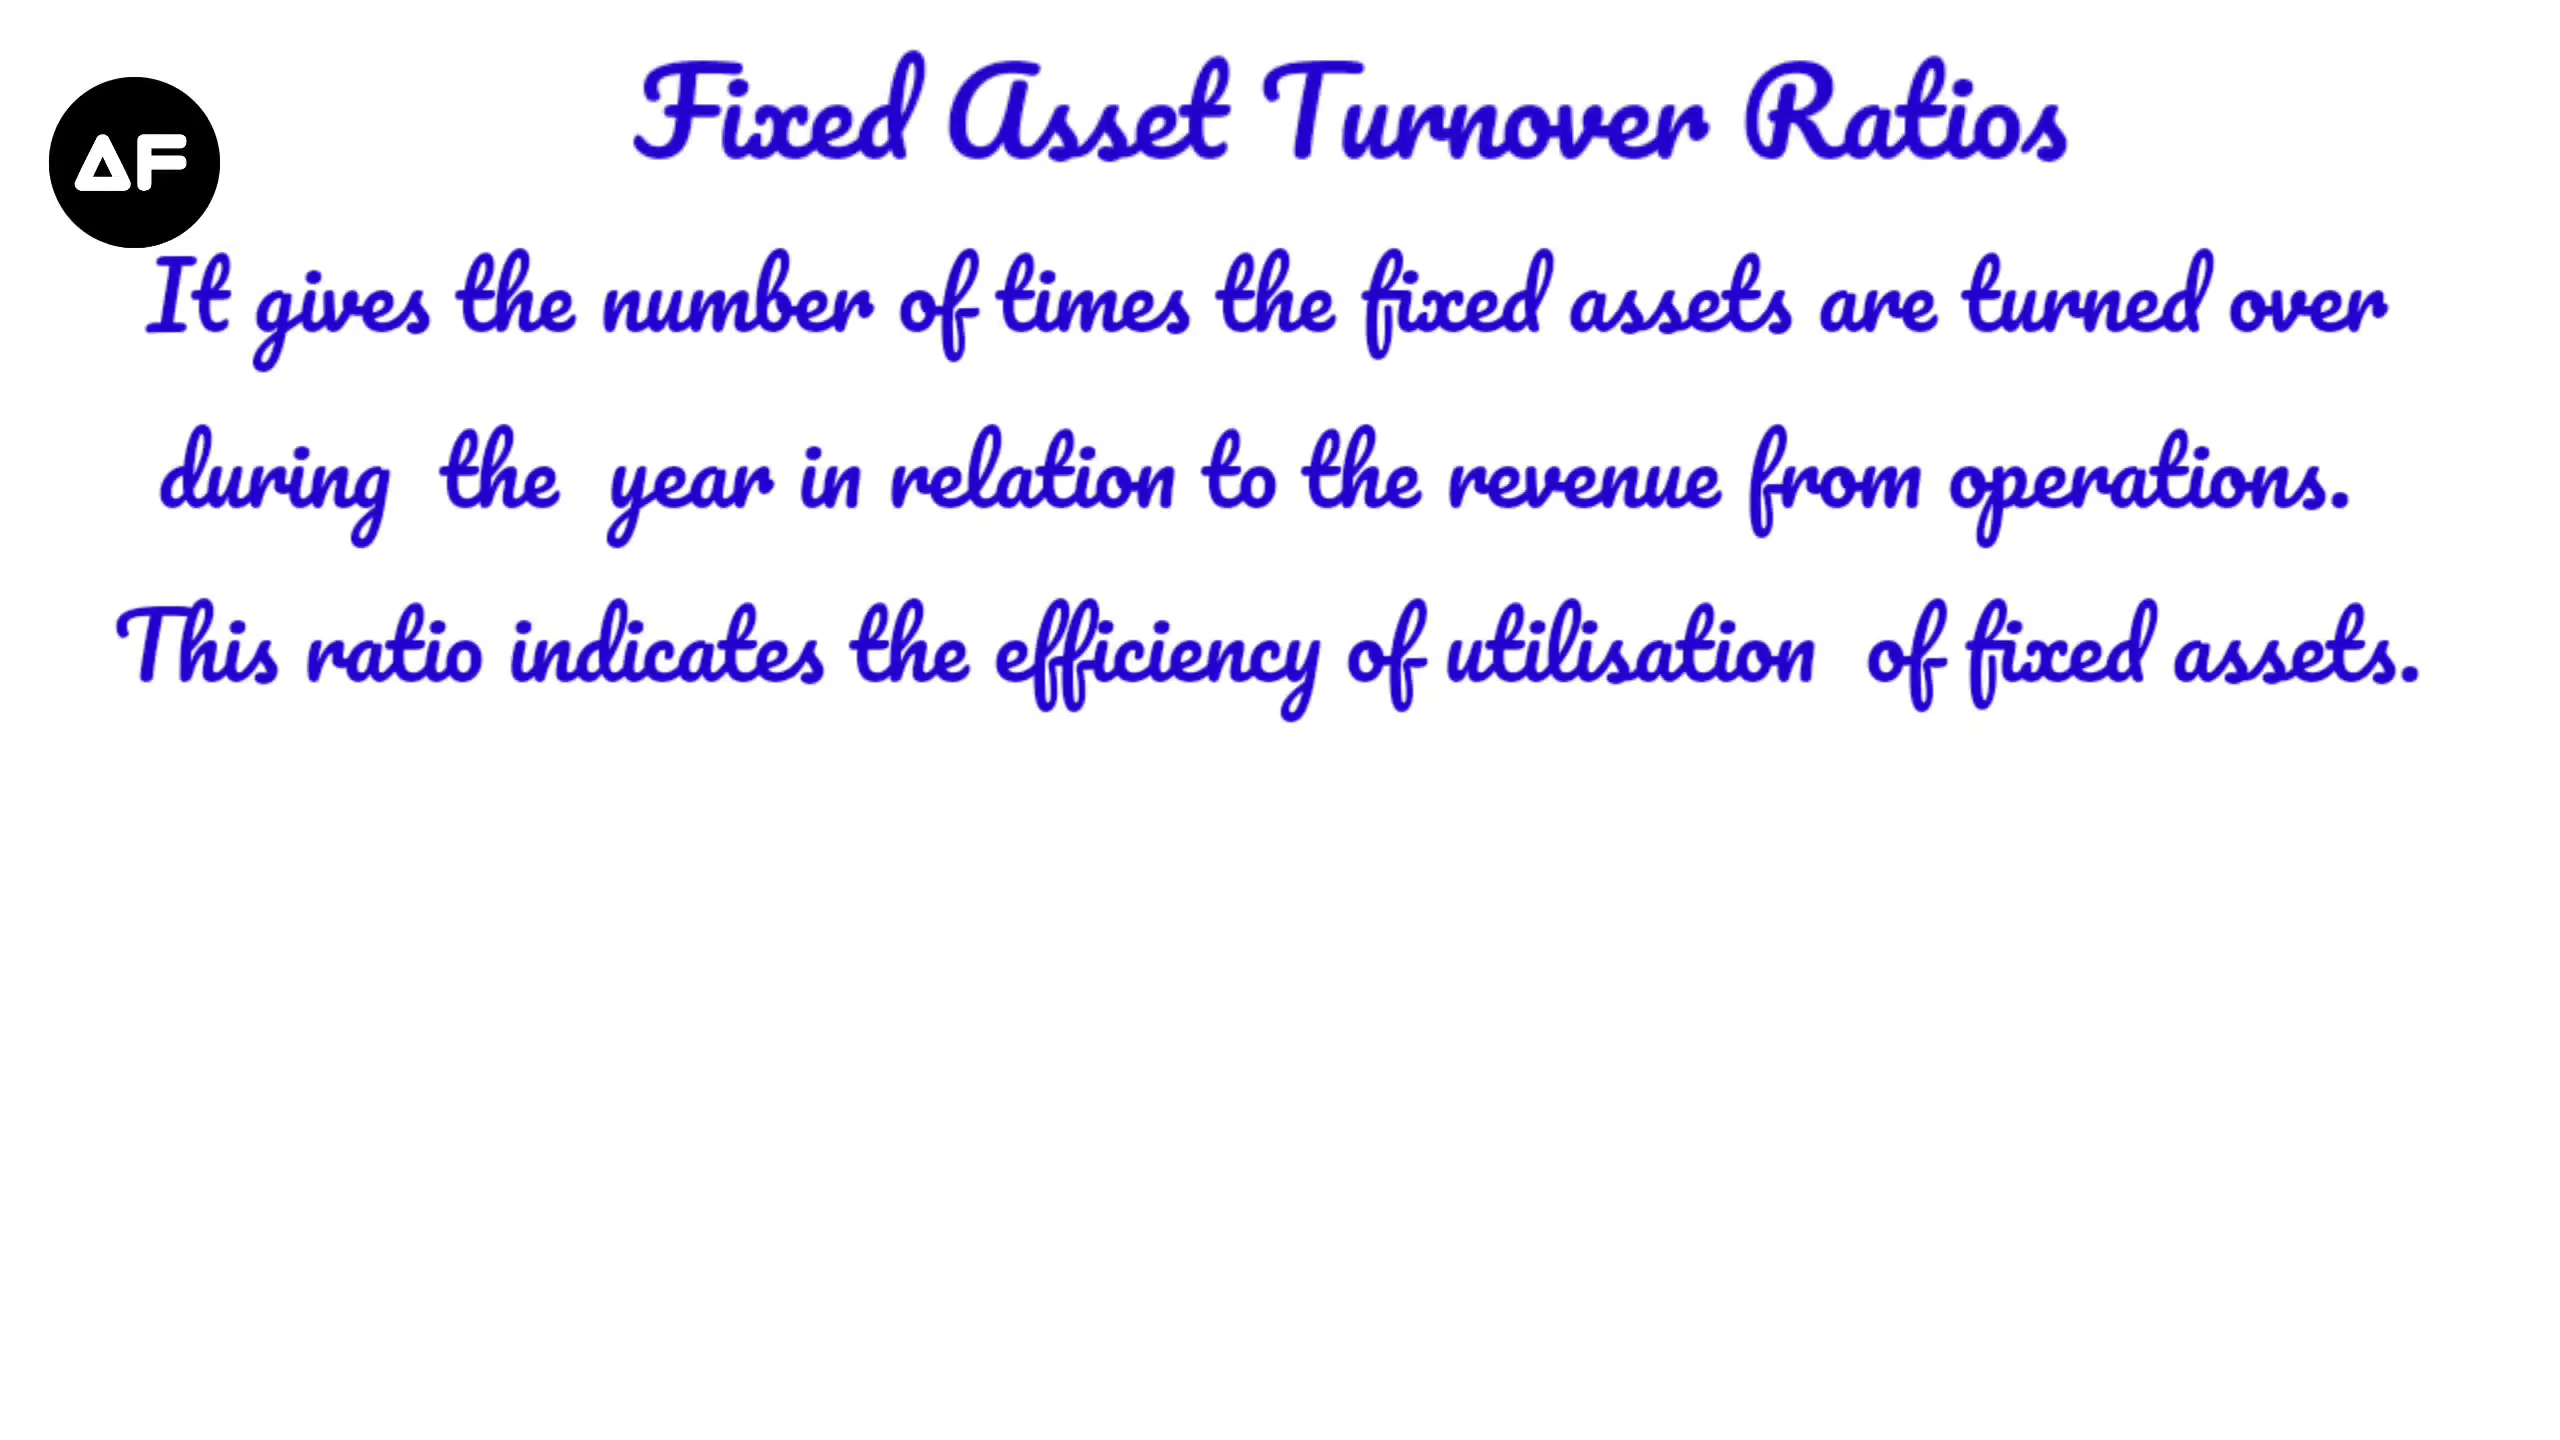 AF
Fixed Asset Turnover Ratios
It gives the number of times the fixed assets are turned over
during the year in relation to the revenue from operations.
This ratio indicates the efficiency of utilisation of fixed assets.